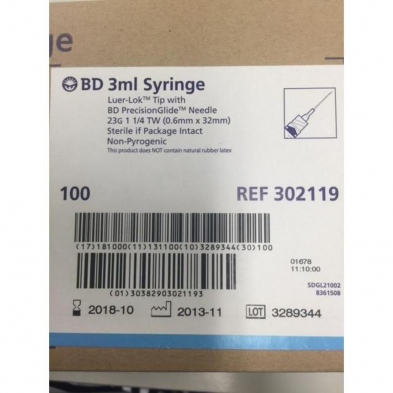 ge
BD 3ml Syringe
Luer-Lok™ Tip with
BD PrecisionGlide™ Needle
23G 1 1/4 TW (0.6mm x 32mm)
Sterile if Package Intact
Non-Pyrogenic
This product does NOT contain natural rubber latex
100 REF 302119
(17)181000(11)131100(10)3289344(30)100
01678
11:10:00
(01)30382903021193
SDGL21002
8361508
2018-10 2013-11 LOT 3289344